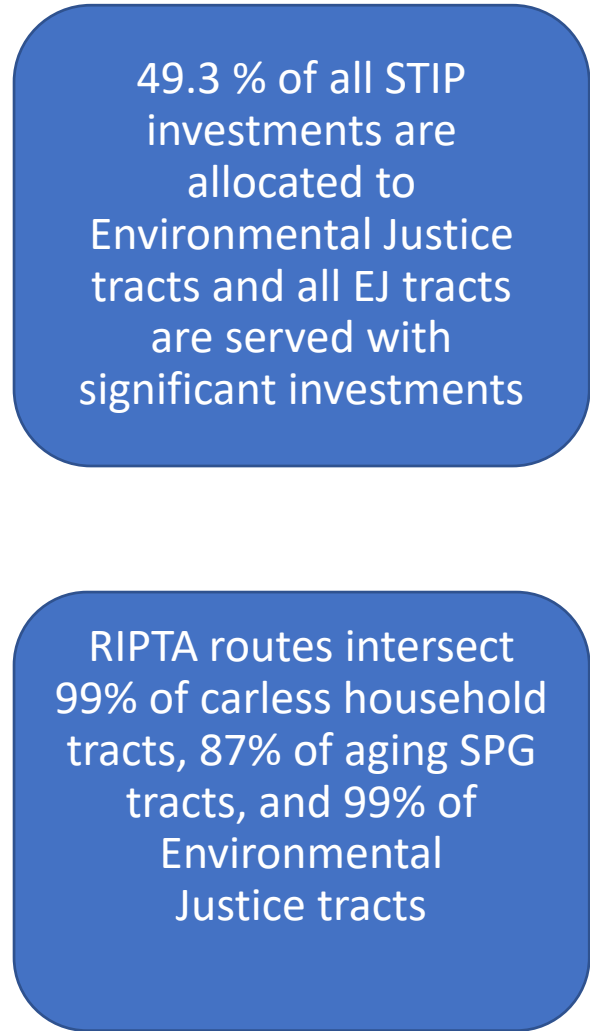 49.3 % of all STIP
investments are
allocated to
Environmental Justice
tracts and all EJ tracts
are served with
significant investments
RIPTA routes intersect
99% of carless household
tracts, 87% of aging SPG
tracts, and 99% of
Environmental
Justice tracts